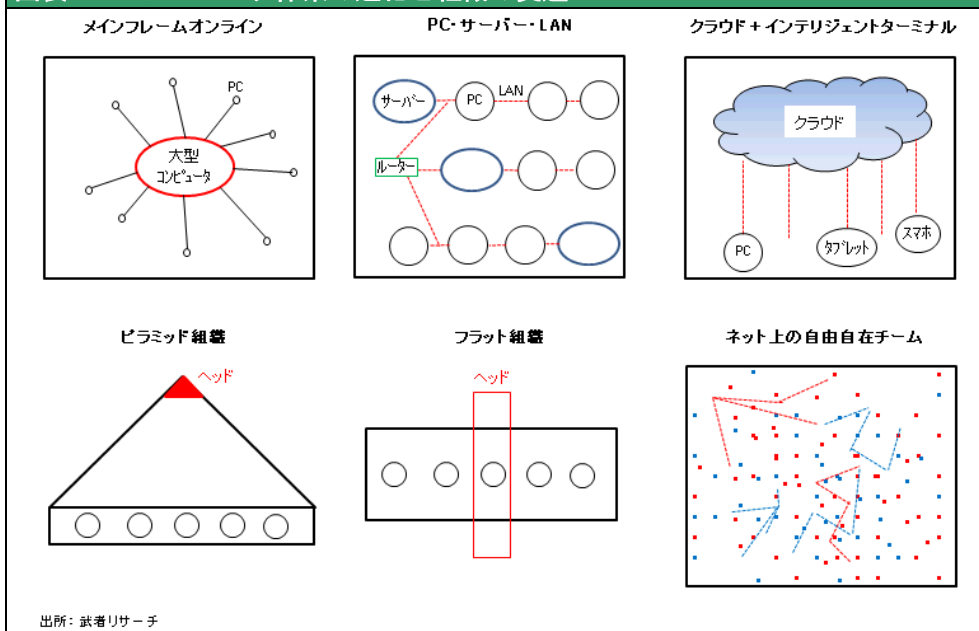 メインフレームオンライン
PC・サーバー・LAN
クラウド+インテリジェントターミナル
PC
大型
コンピュータ
サーバー
PC
LAN
ルーター
クラウド
PC
タブレット
スマホ
ピラミッド組織
フラット組織
ネット上の自由自在チーム
ヘッド
ヘッド
出所：武者リサーチ